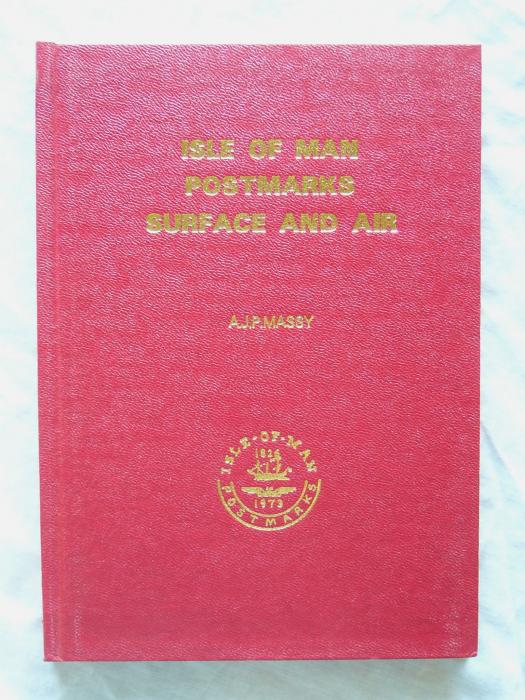 ISLE OF MAN
POSTMARKS
SURFACE AND AIR
A.J.P.MASSY
ISLE·OF·MAN
1826
1973
POSTMARKS